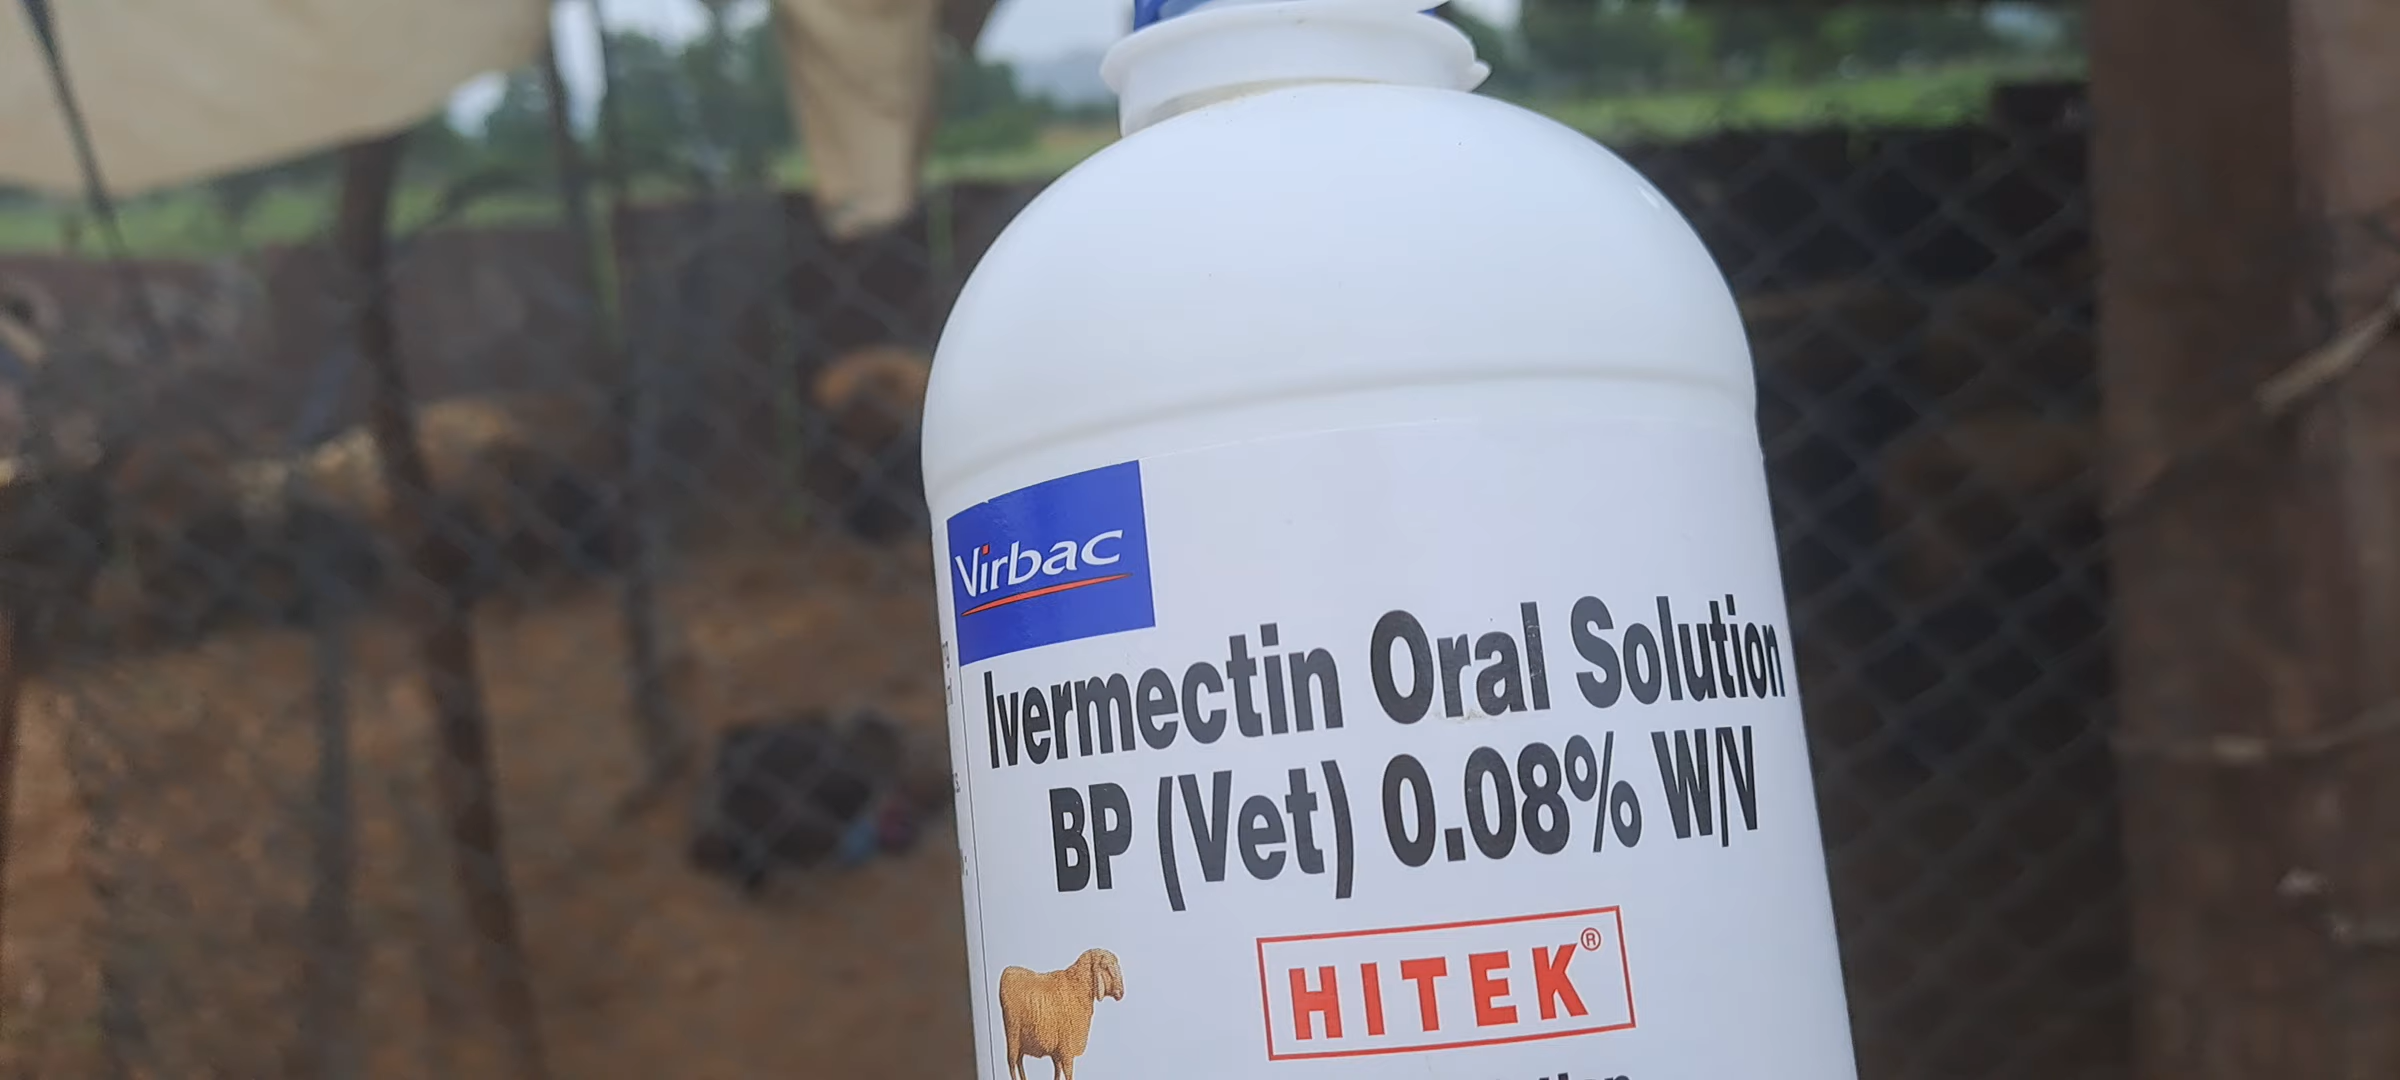 Virbac
Ivermectin Oral Solution
BP (Vet) 0.08% W/V
HITEK®